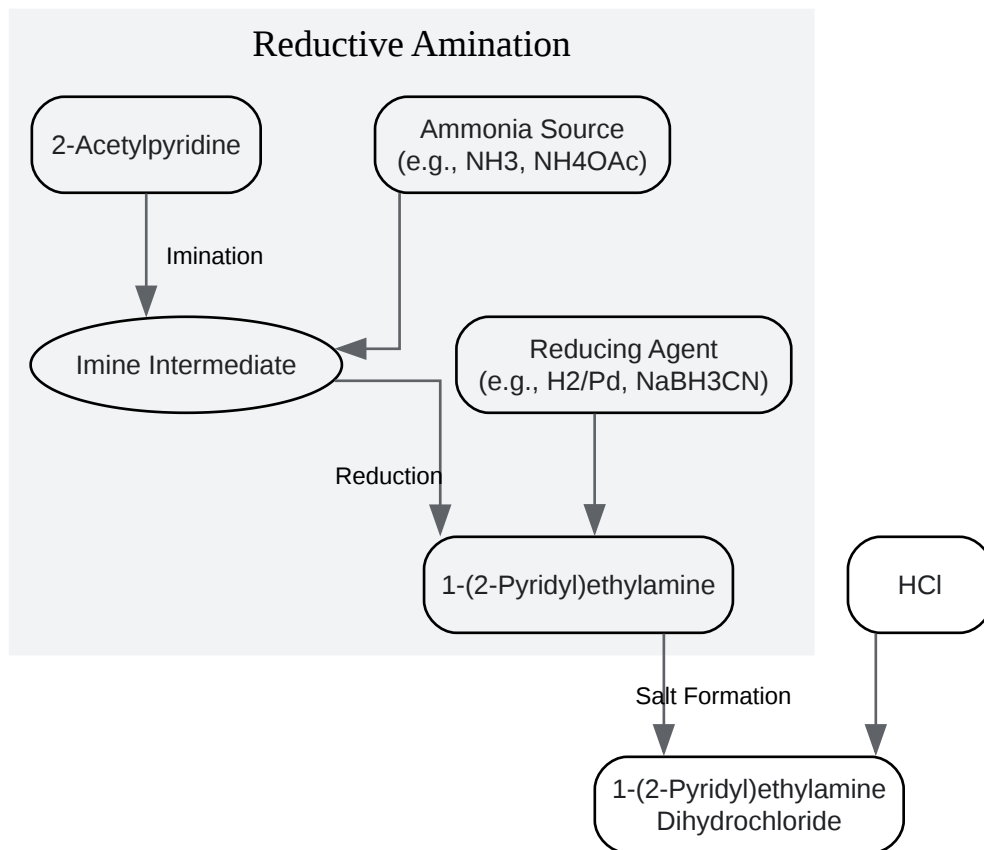 Reductive Amination
2-Acetylpyridine
Ammonia Source
(e.g., NH3, NH4OAc)
Imination
Imine Intermediate
Reducing Agent
(e.g., H2/Pd, NaBH3CN)
Reduction
1-(2-Pyridyl)ethylamine
HCl
Salt Formation
1-(2-Pyridyl)ethylamine
Dihydrochloride